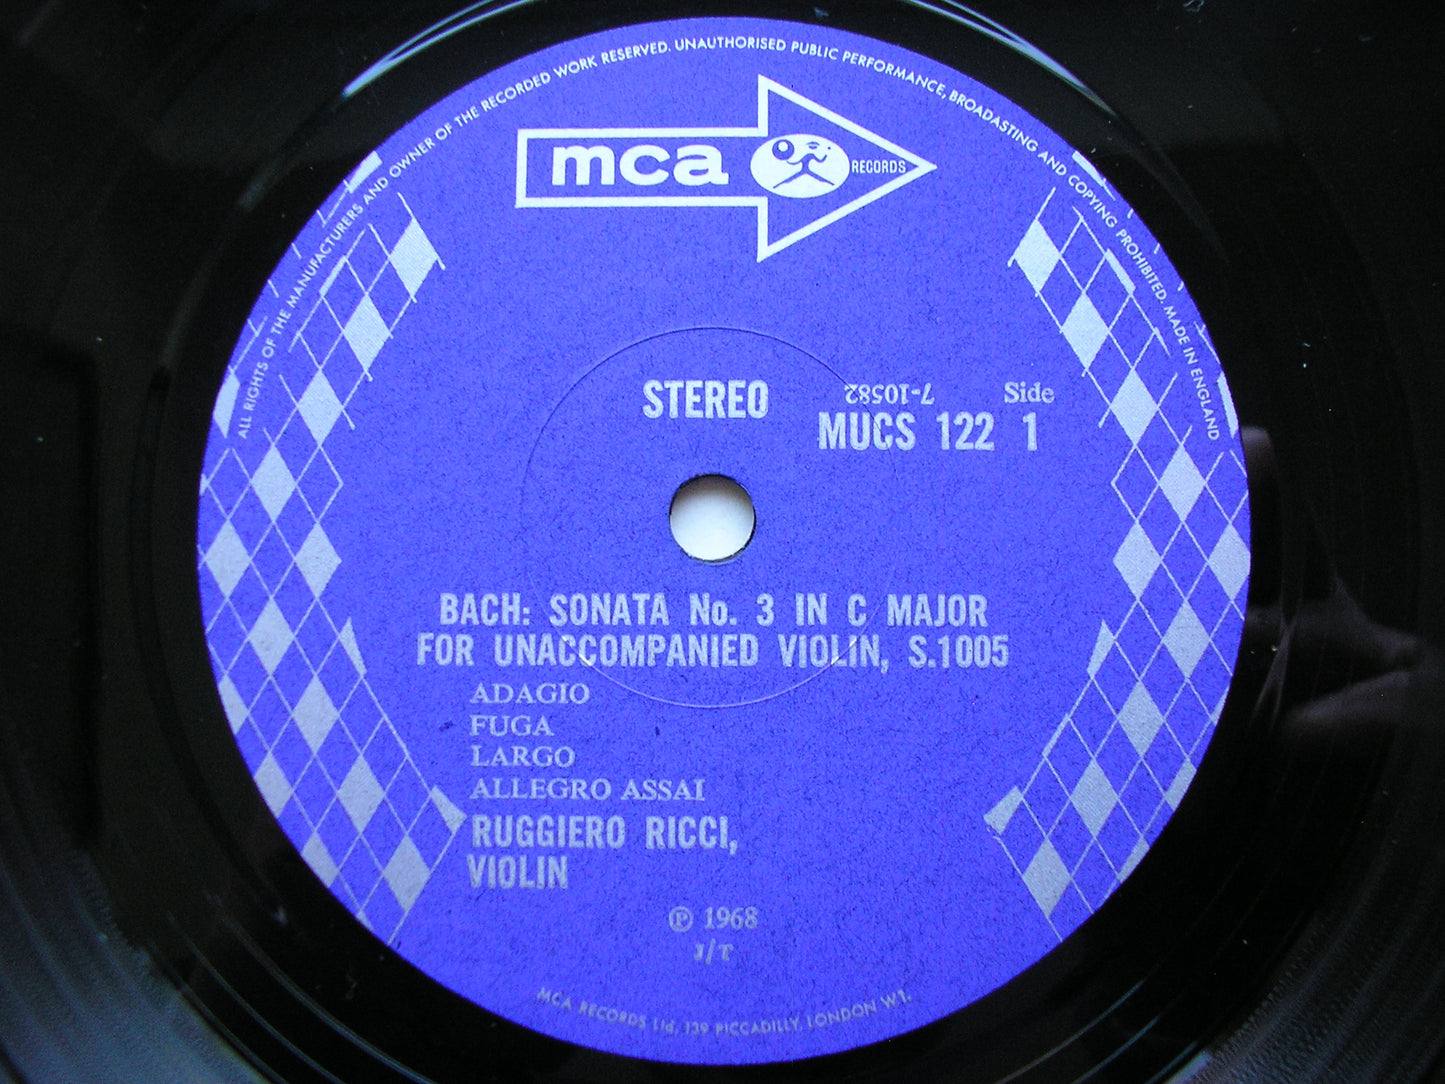 ALL RIGHTS OF THE MANUFACTURERS AND OWNER OF THE RECORDED WORK RESERVED. UNAUTHORISED PUBLIC PERFORMANCE, BROADASTING AND COPYING PROHIBITED. MADE IN ENGLAND
mca RECORDS
STEREO
7-10582
Side
MUCS 122 1
BACH: SONATA No. 3 IN C MAJOR
FOR UNACCOMPANIED VIOLIN, S.1005
ADAGIO
FUGA
LARGO
ALLEGRO ASSAI
RUGGIERO RICCI,
VIOLIN
℗ 1968
J/T
MCA RECORDS Ltd, 139 PICCADILLY, LONDON W1.